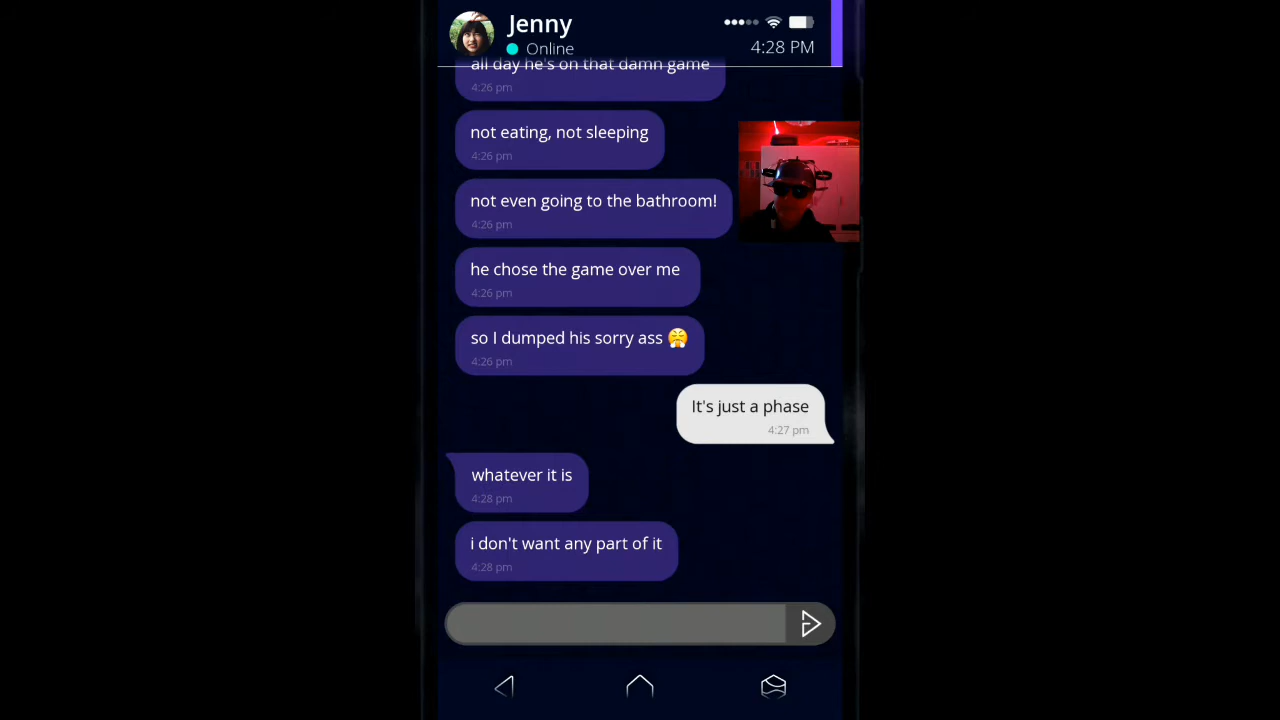 Jenny
Online
4:28 PM
all day he's on that damn game
4:26 pm
not eating, not sleeping
4:26 pm
not even going to the bathroom!
4:26 pm
he chose the game over me
4:26 pm
so I dumped his sorry ass 😤
4:26 pm
It's just a phase
4:27 pm
whatever it is
4:28 pm
i don't want any part of it
4:28 pm